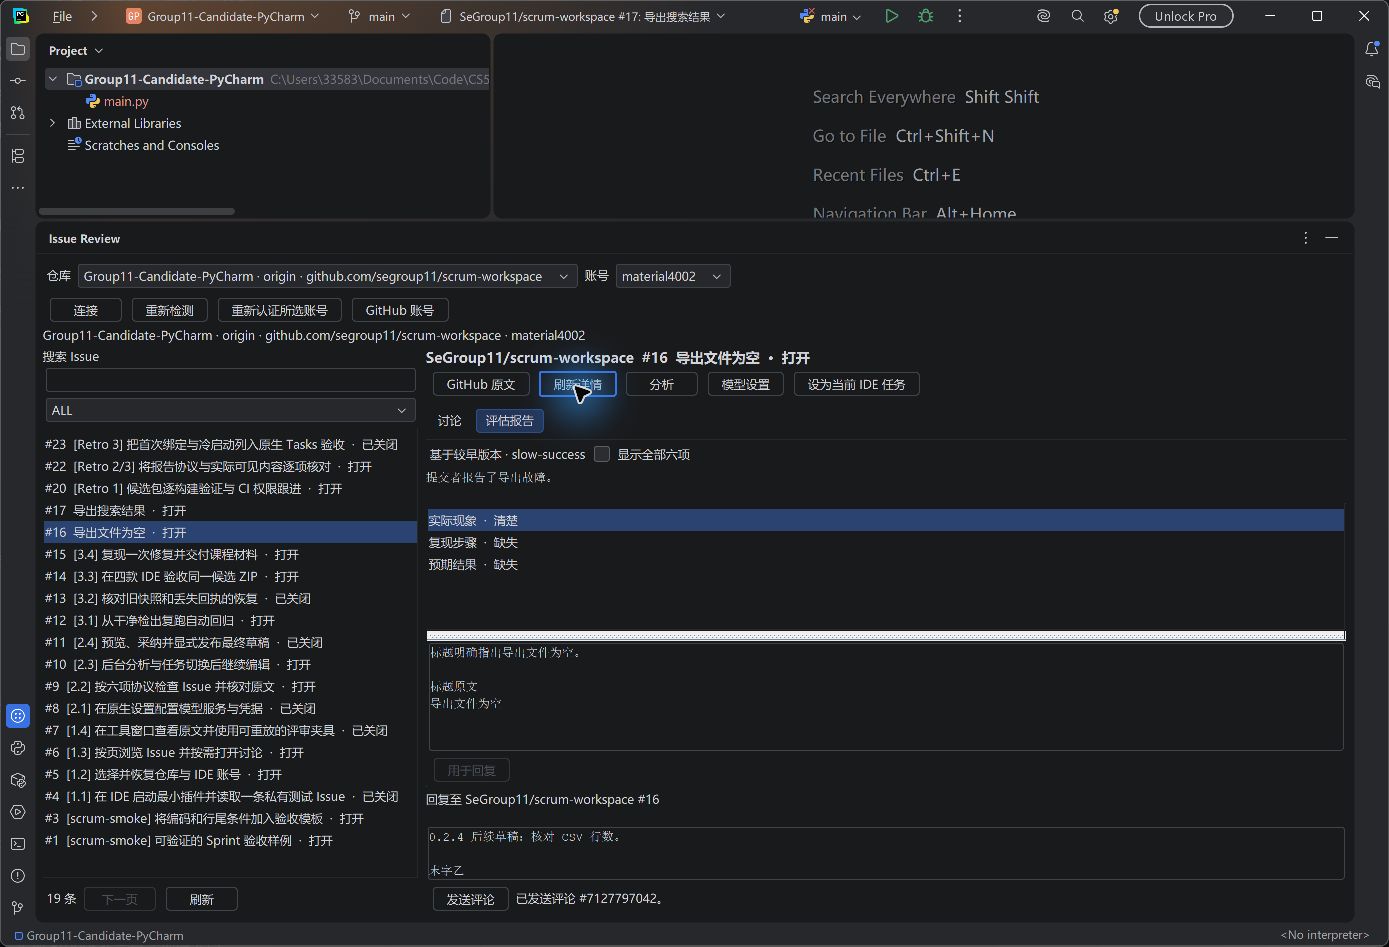 File
GP Group11-Candidate-PyCharm
main
SeGroup11/scrum-workspace #17: 导出搜索结果
main
Unlock Pro
Project
Group11-Candidate-PyCharm C:\Users\33583\Documents\Code\CS5
main.py
External Libraries
Scratches and Consoles
Search Everywhere Shift Shift
Go to File Ctrl+Shift+N
Recent Files Ctrl+E
Navigation Bar Alt+Home
Issue Review
仓库 Group11-Candidate-PyCharm · origin · github.com/segroup11/scrum-workspace 账号 material4002
连接 重新检测 重新认证所选账号 GitHub 账号
Group11-Candidate-PyCharm · origin · github.com/segroup11/scrum-workspace · material4002
搜索 Issue
ALL
#23 [Retro 3] 把首次绑定与冷启动列入原生 Tasks 验收 · 已关闭
#22 [Retro 2/3] 将报告协议与实际可见内容逐项核对 · 打开
#20 [Retro 1] 候选包逐构建验证与 CI 权限跟进 · 打开
#17 导出搜索结果 · 打开
#16 导出文件为空 · 打开
#15 [3.4] 复现一次修复并交付课程材料 · 打开
#14 [3.3] 在四款 IDE 验收同一候选 ZIP · 打开
#13 [3.2] 核对旧快照和丢失回执的恢复 · 已关闭
#12 [3.1] 从干净检出复跑自动回归 · 打开
#11 [2.4] 预览、采纳并显式发布最终草稿 · 已关闭
#10 [2.3] 后台分析与任务切换后继续编辑 · 打开
#9 [2.2] 按六项协议检查 Issue 并核对原文 · 打开
#8 [2.1] 在原生设置配置模型服务与凭据 · 已关闭
#7 [1.4] 在工具窗口查看原文并使用可重放的评审夹具 · 已关闭
#6 [1.3] 按页浏览 Issue 并按需打开讨论 · 打开
#5 [1.2] 选择并恢复仓库与 IDE 账号 · 打开
#4 [1.1] 在 IDE 启动最小插件并读取一条私有测试 Issue · 已关闭
#3 [scrum-smoke] 将编码和行尾条件加入验收模板 · 打开
#1 [scrum-smoke] 可验证的 Sprint 验收样例 · 打开
19 条 下一页 刷新
SeGroup11/scrum-workspace #16 导出文件为空 • 打开
GitHub 原文 刷新详情 分析 模型设置 设为当前 IDE 任务
讨论 评估报告
基于较早版本 · slow-success 显示全部六项
提交者报告了导出故障。
实际现象 · 清楚
复现步骤 · 缺失
预期结果 · 缺失
标题明确指出导出文件为空。
标题原文
导出文件为空
用于回复
回复至 SeGroup11/scrum-workspace #16
0.2.4 后续草稿：核对 CSV 行数。
末字乙
发送评论 已发送评论 #7127797042。
Group11-Candidate-PyCharm
<No interpreter>